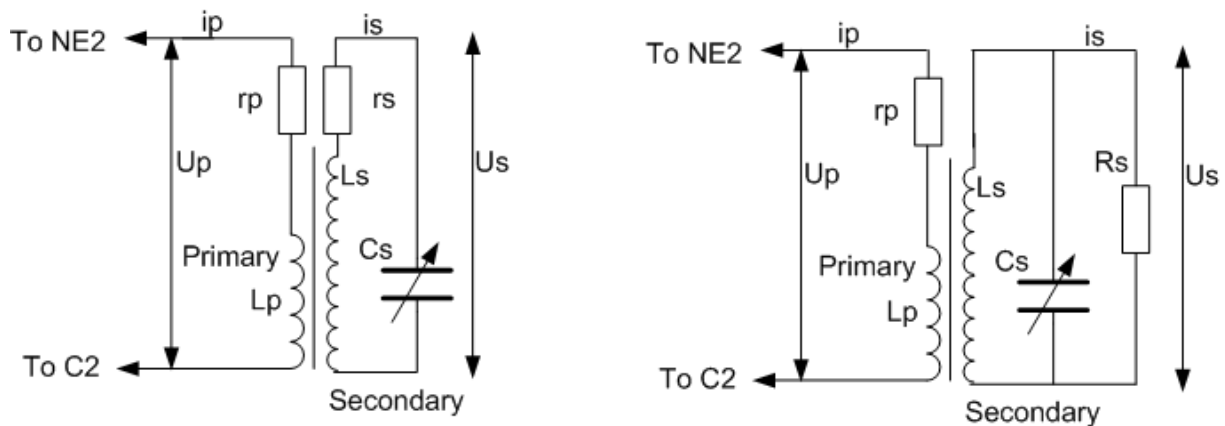 ip
is
To NE2
rp
rs
Up
Us
Ls
Primary
Cs
Lp
To C2
Secondary
ip
is
To NE2
rp
Up
Rs
Ls
Us
Primary
Cs
Lp
To C2
Secondary